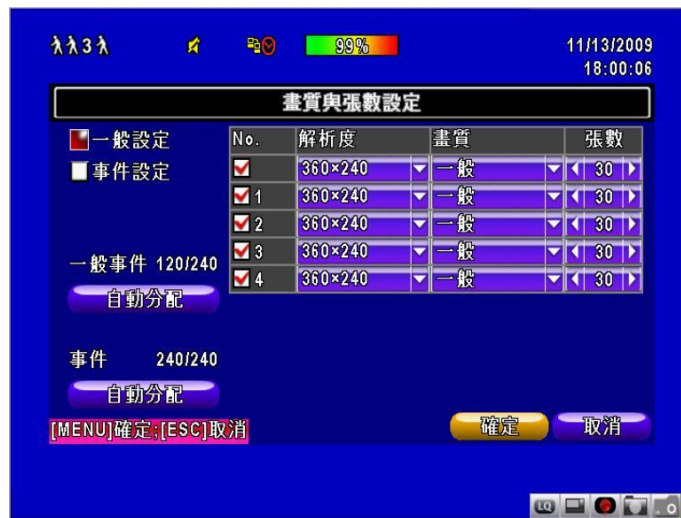 3 99% 11/13/2009
18:00:06
畫質與張數設定
一般設定
事件設定
No. 解析度 畫質 張數
360×240 一般 30
1 360×240 一般 30
2 360×240 一般 30
3 360×240 一般 30
4 360×240 一般 30
一般事件 120/240
自動分配
事件 240/240
自動分配
[MENU]確定;[ESC]取消
確定 取消
LQ